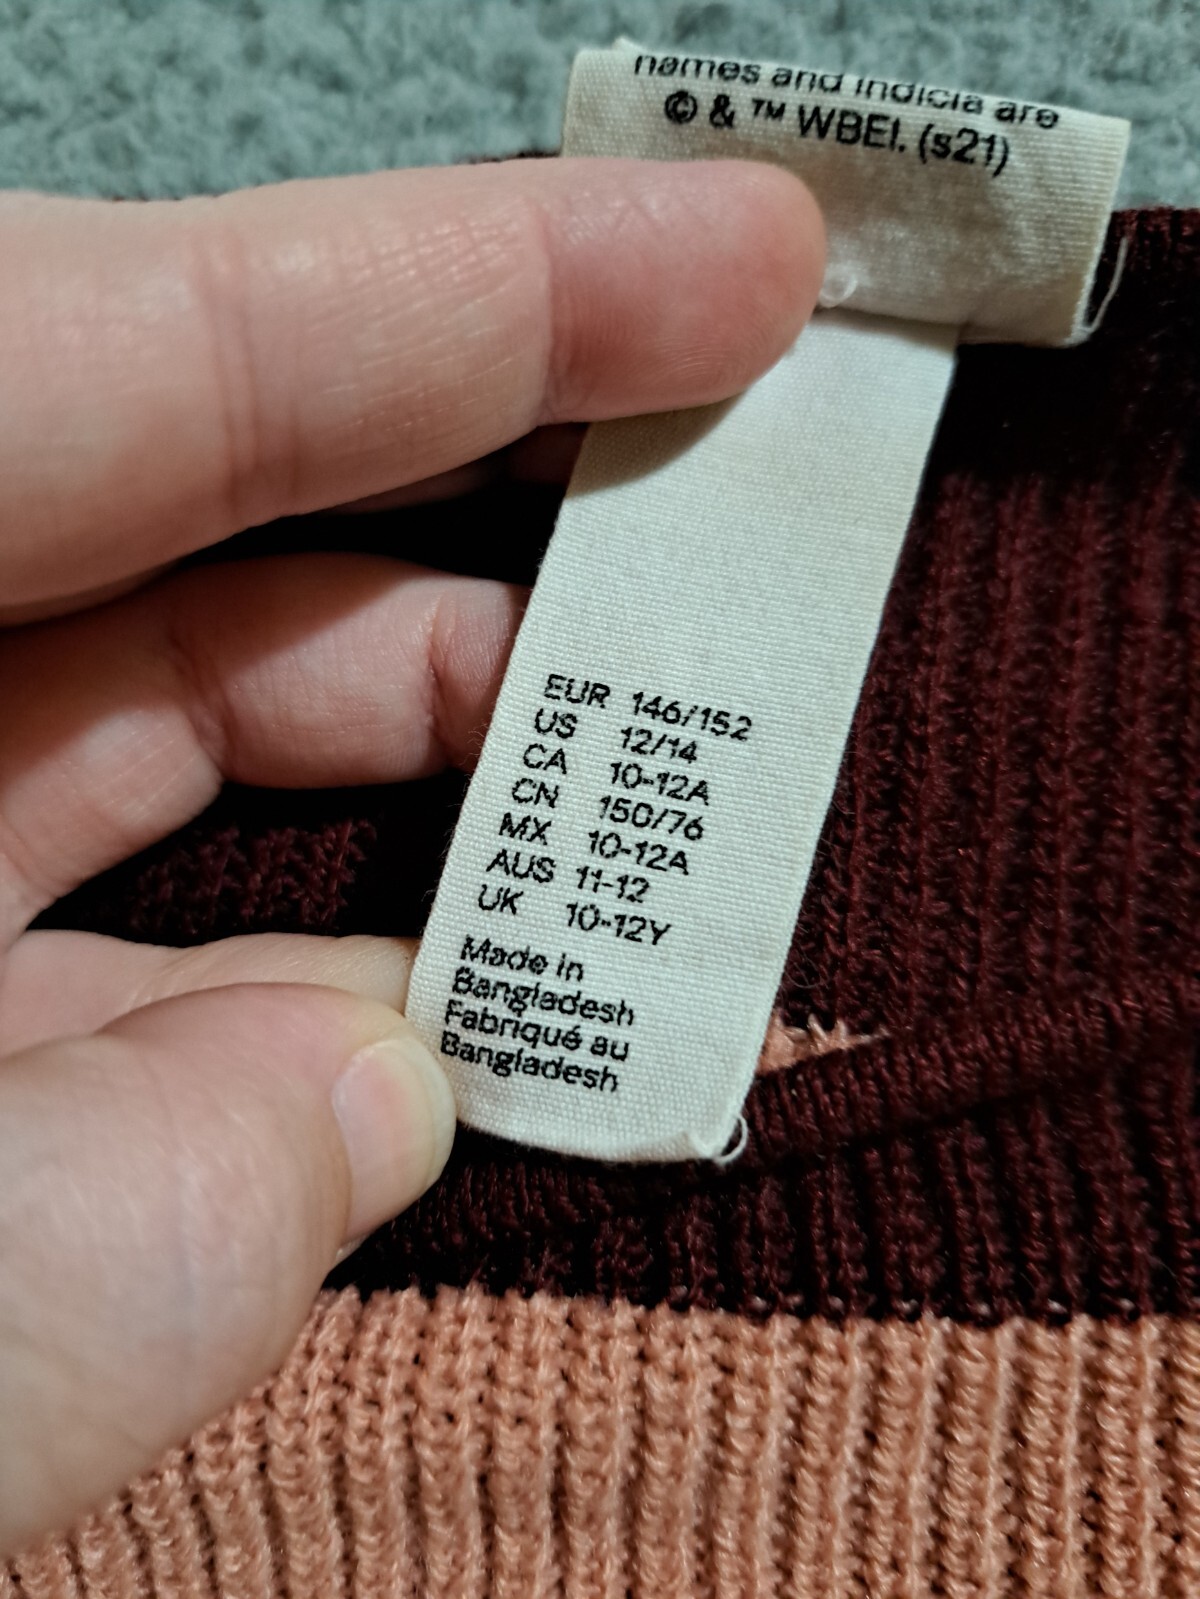 names and indicia are
© & ™ WBEI. (s21)
EUR 146/152
US 12/14
CA 10-12A
CN 150/76
MX 10-12A
AUS 11-12
UK 10-12Y
Made in
Bangladesh
Fabriqué au
Bangladesh